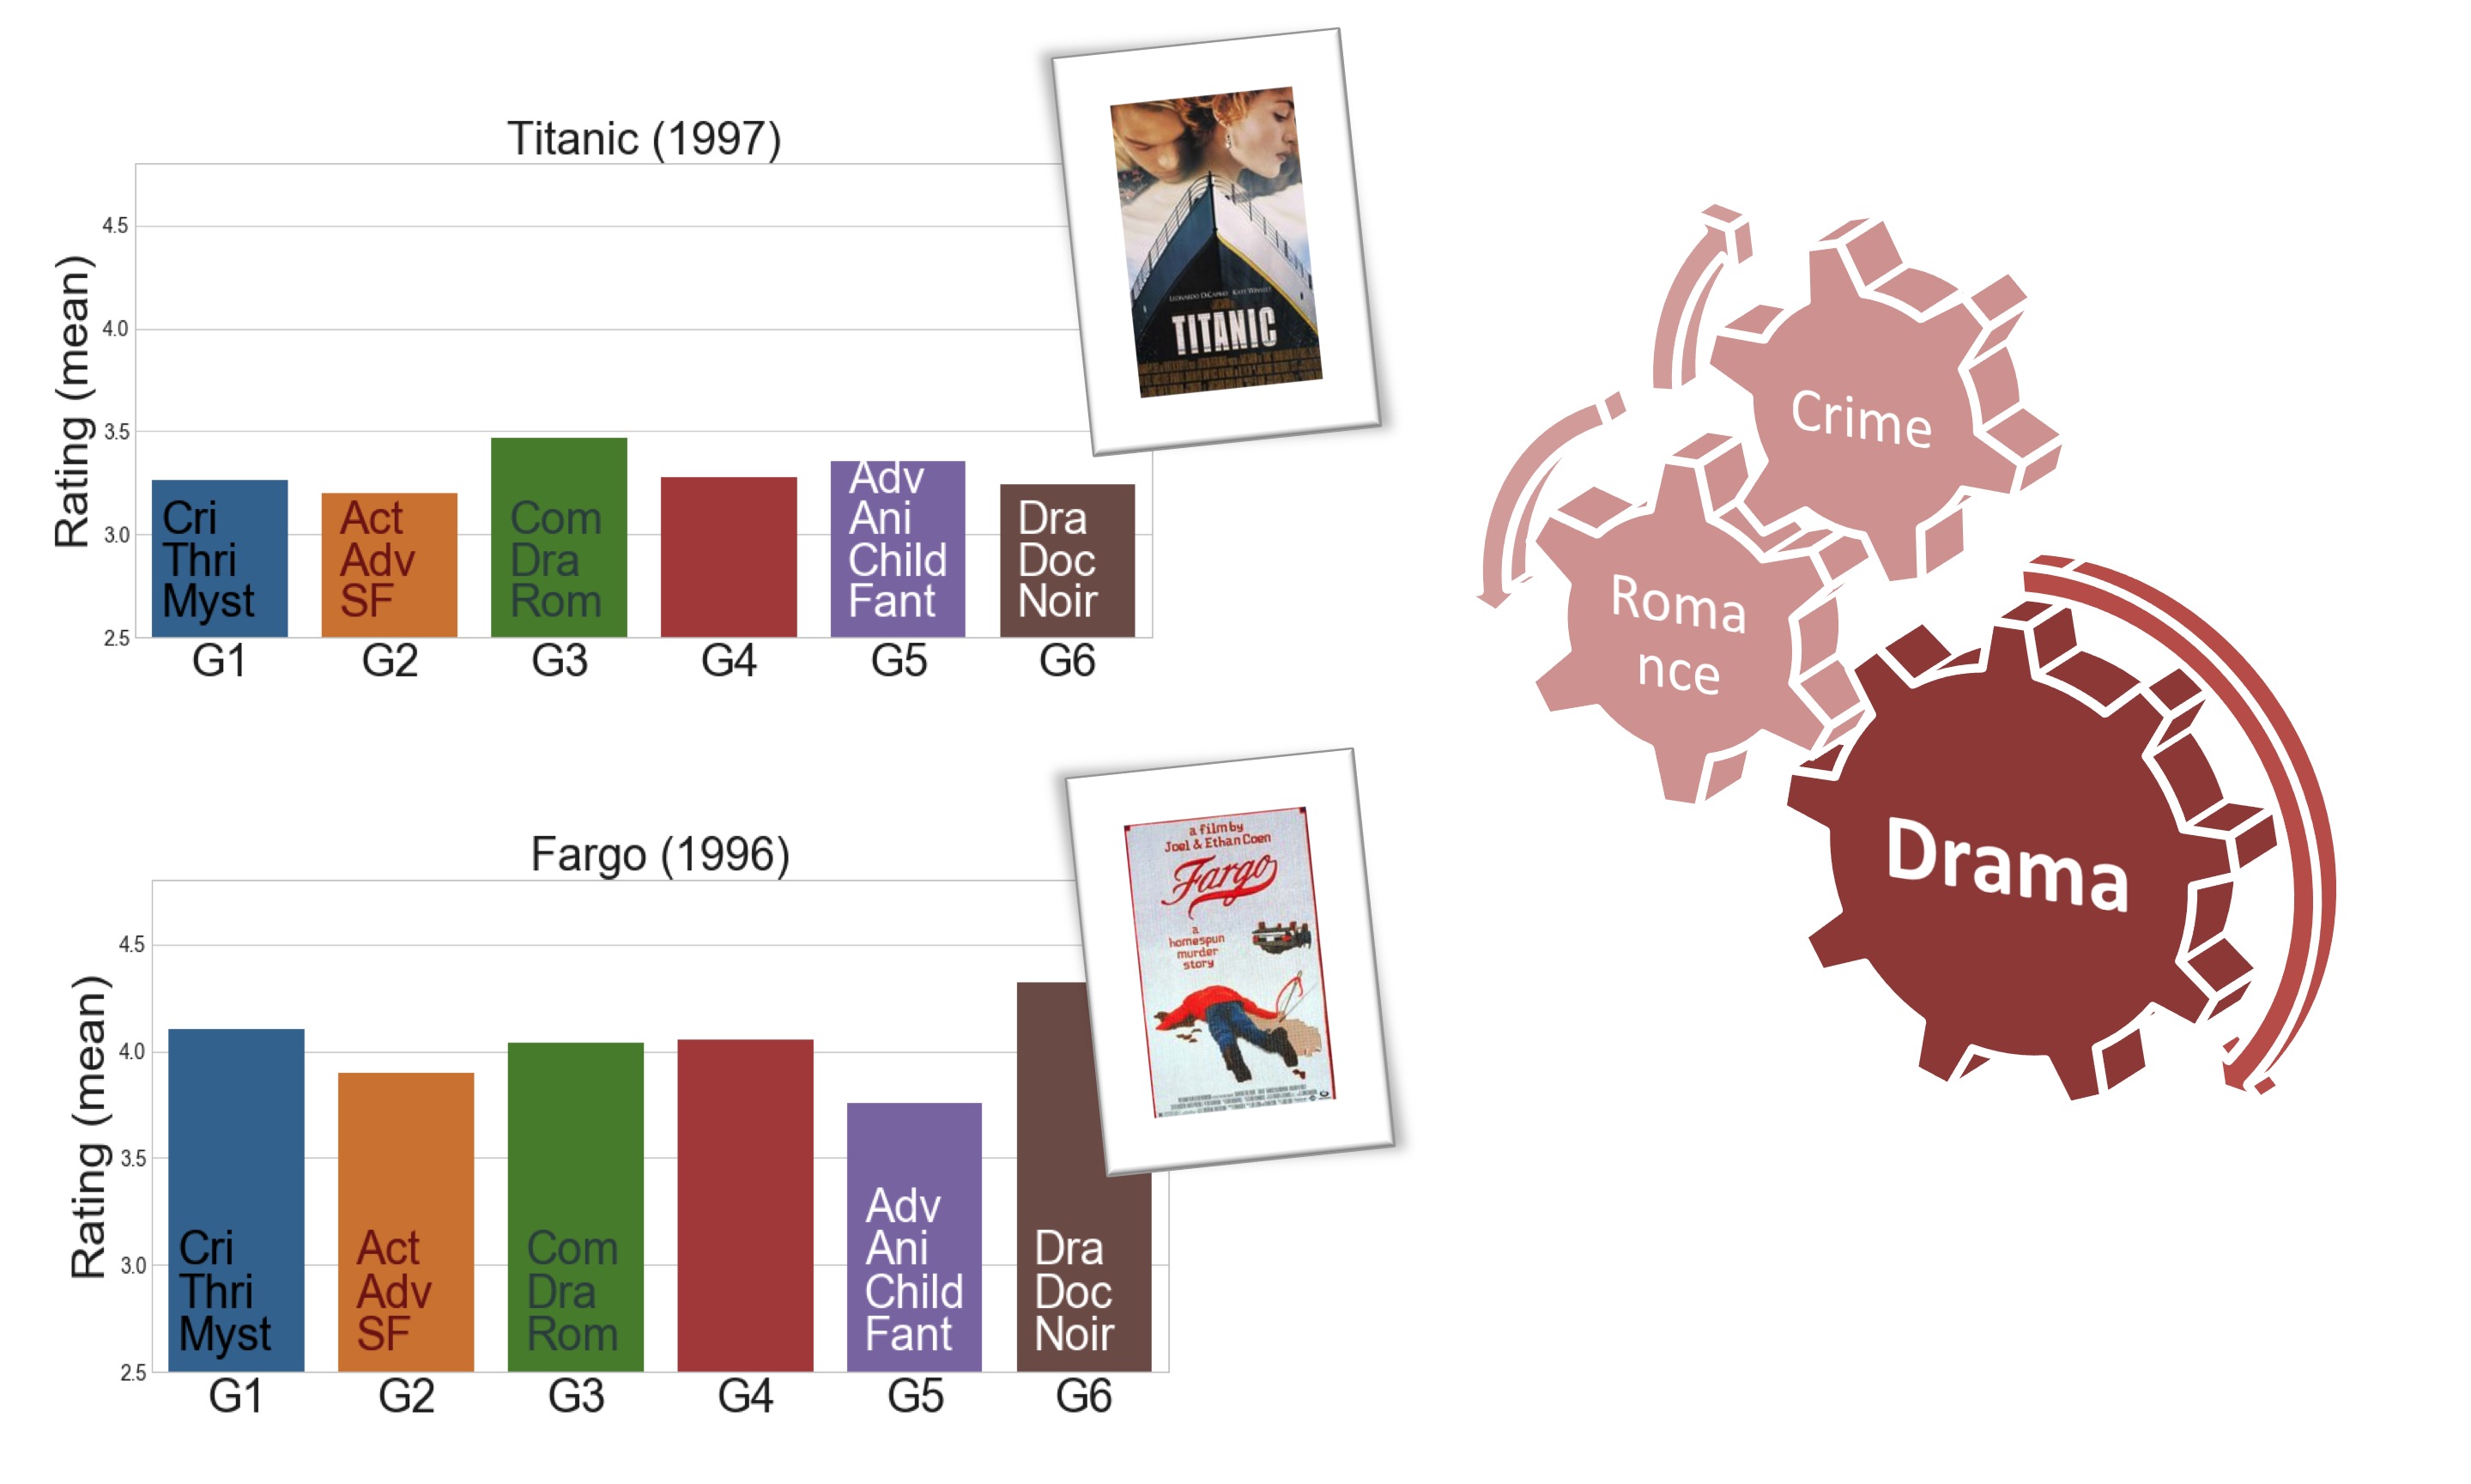 Titanic (1997)
Rating (mean)
4.5
4.0
3.5
3.0
2.5
Cri
Thri
Myst
Act
Adv
SF
Com
Dra
Rom
Adv
Ani
Child
Fant
Dra
Doc
Noir
G1 G2 G3 G4 G5 G6
LEONARDO DICAPRIO KATE WINSLET
TITANIC
Fargo (1996)
Rating (mean)
4.5
4.0
3.5
3.0
2.5
Cri
Thri
Myst
Act
Adv
SF
Com
Dra
Rom
Adv
Ani
Child
Fant
Dra
Doc
Noir
G1 G2 G3 G4 G5 G6
a film by
Joel & Ethan Coen
Fargo
a
homespun
murder
story
Crime
Roma
nce
Drama